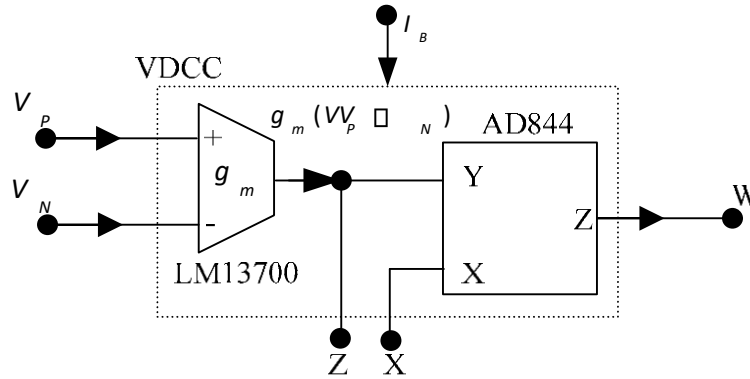 I B
VDCC
V P
g m (VV P □ N )
AD844
+
g m
Y
V N
W
Z
-
X
LM13700
Z X